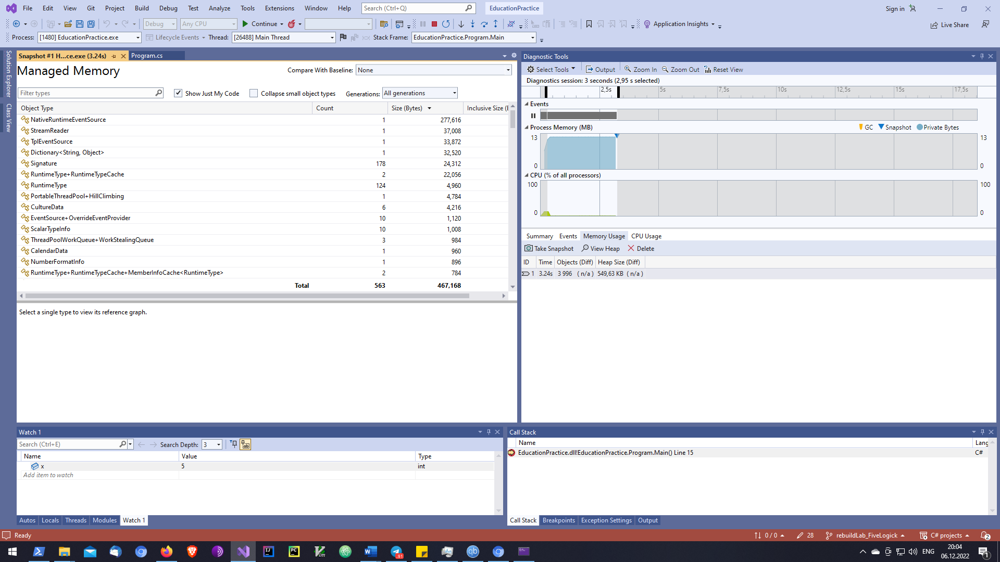 File Edit View Git Project Build Debug Test Analyze Tools Extensions Window Help Search (Ctrl+Q) EducationPractice Sign in
Debug Any CPU Continue Application Insights Live Share
Process: [1480] EducationPractice.exe Lifecycle Events Thread: [26488] Main Thread Stack Frame: EducationPractice.Program.Main
Solution Explorer
Class View
Snapshot #1 H...ce.exe (3.24s) Program.cs
Managed Memory
Compare With Baseline: None
Filter types Show Just My Code Collapse small object types Generations: All generations
Object Type Count Size (Bytes) Inclusive Size (
NativeRuntimeEventSource 1 277,616
StreamReader 1 37,008
TplEventSource 1 33,872
Dictionary<String, Object> 1 32,520
Signature 178 24,312
RuntimeType+RuntimeTypeCache 2 22,056
RuntimeType 124 4,960
PortableThreadPool+HillClimbing 1 4,784
CultureData 6 4,216
EventSource+OverrideEventProvider 10 1,120
ScalarTypeInfo 10 1,008
ThreadPoolWorkQueue+WorkStealingQueue 3 984
CalendarData 1 960
NumberFormatInfo 1 896
RuntimeType+RuntimeTypeCache+MemberInfoCache<RuntimeType> 2 784
Total 563 467,168
Select a single type to view its reference graph.
Diagnostic Tools
Select Tools Output Zoom In Zoom Out Reset View
Diagnostics session: 3 seconds (2,95 s selected)
2,5s 5s 7,5s 10s 12,5s 15s 17,5s
Events
Process Memory (MB) GC Snapshot Private Bytes
13 13
0 0
CPU (% of all processors)
100 100
0 0
Summary Events Memory Usage CPU Usage
Take Snapshot View Heap Delete
ID Time Objects (Diff) Heap Size (Diff)
1 3.24s 3 996 (n/a) 549,63 KB (n/a)
Watch 1
Search (Ctrl+E) Search Depth: 3
Name Value Type
x 5 int
Add item to watch
Autos Locals Threads Modules Watch 1
Call Stack
Name Lang
EducationPractice.dll!EducationPractice.Program.Main() Line 15 C#
Call Stack Breakpoints Exception Settings Output
Ready 0 / 0 28 rebuildLab_FiveLogick C# projects 2
IJ PC Vim W 91 qb ENG 20:04
06.12.2022 1